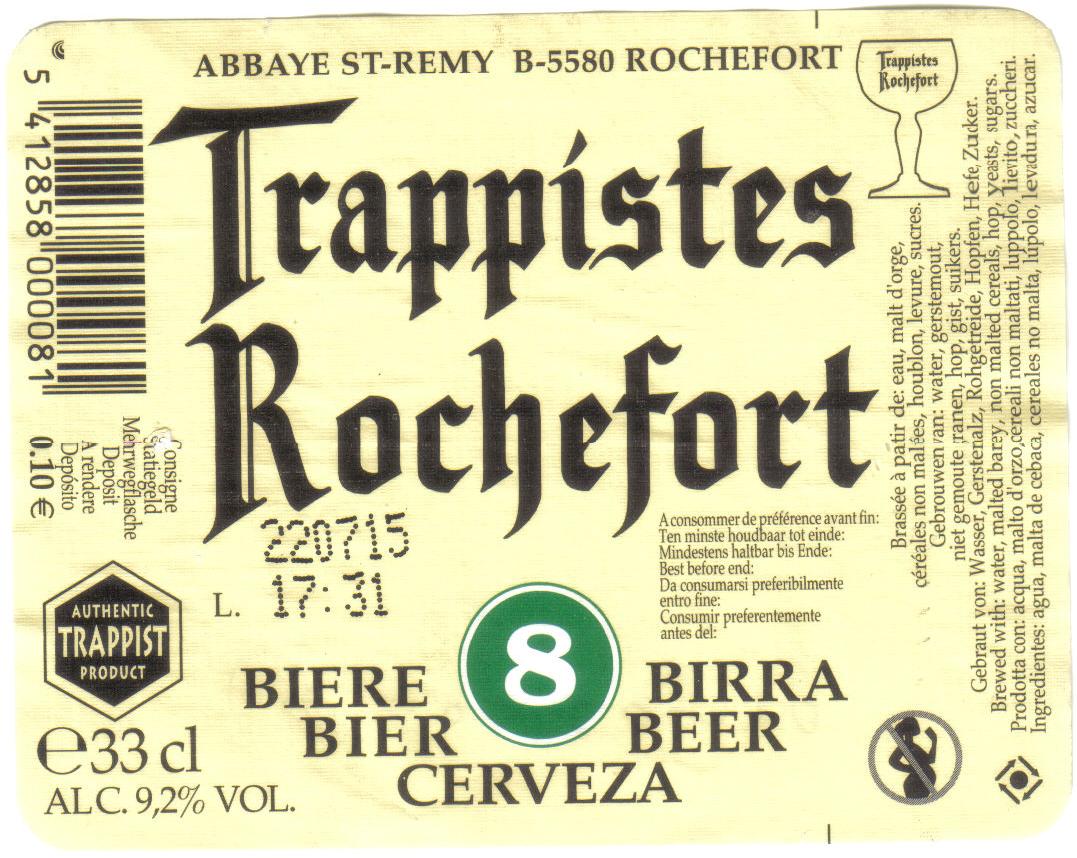 ABBAYE ST-REMY B-5580 ROCHEFORT
Trappistes
Rochefort
Trappistes
Rochefort
5 412858 000081
Consigne
Statiegeld
Mehrwegflasche
Deposit
A rendere
Depósito
0.10 €
220715
L. 17:31
A consommer de préférence avant fin:
Ten minste houdbaar tot einde:
Mindestens haltbar bis Ende:
Best before end:
Da consumarsi preferibilmente
entro fine:
Consumir preferentemente
antes del:
AUTHENTIC
TRAPPIST
PRODUCT
8
BIERE BIRRA
BIER BEER
CERVEZA
e 33 cl
ALC. 9,2% VOL.
Brassée à patir de: eau, malt d'orge,
céréales non malées, houblon, levure, sucres.
Gebrouwen van: water, gerstemout,
niet gemoute ranen, hop, gist, suikers.
Gebraut von: Wasser, Gerstenalz, Rohgetreide, Hopfen, Hefe, Zucker.
Brewed with: water, malted barey, non malted cereals, hop, yeasts, sugars.
Prodotta con: acqua, malto d'orzo,cereali non maltati, luppolo, lievito, zuccheri.
Ingredientes: agua, malta de cebaca, cereales no malta, lupolo, levadura, azucar.